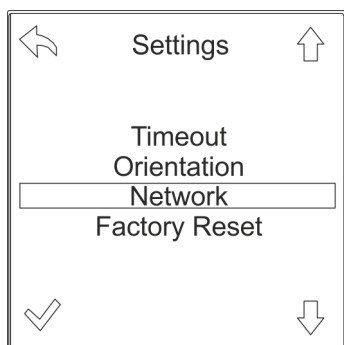 Settings
Timeout
Orientation
Network
Factory Reset